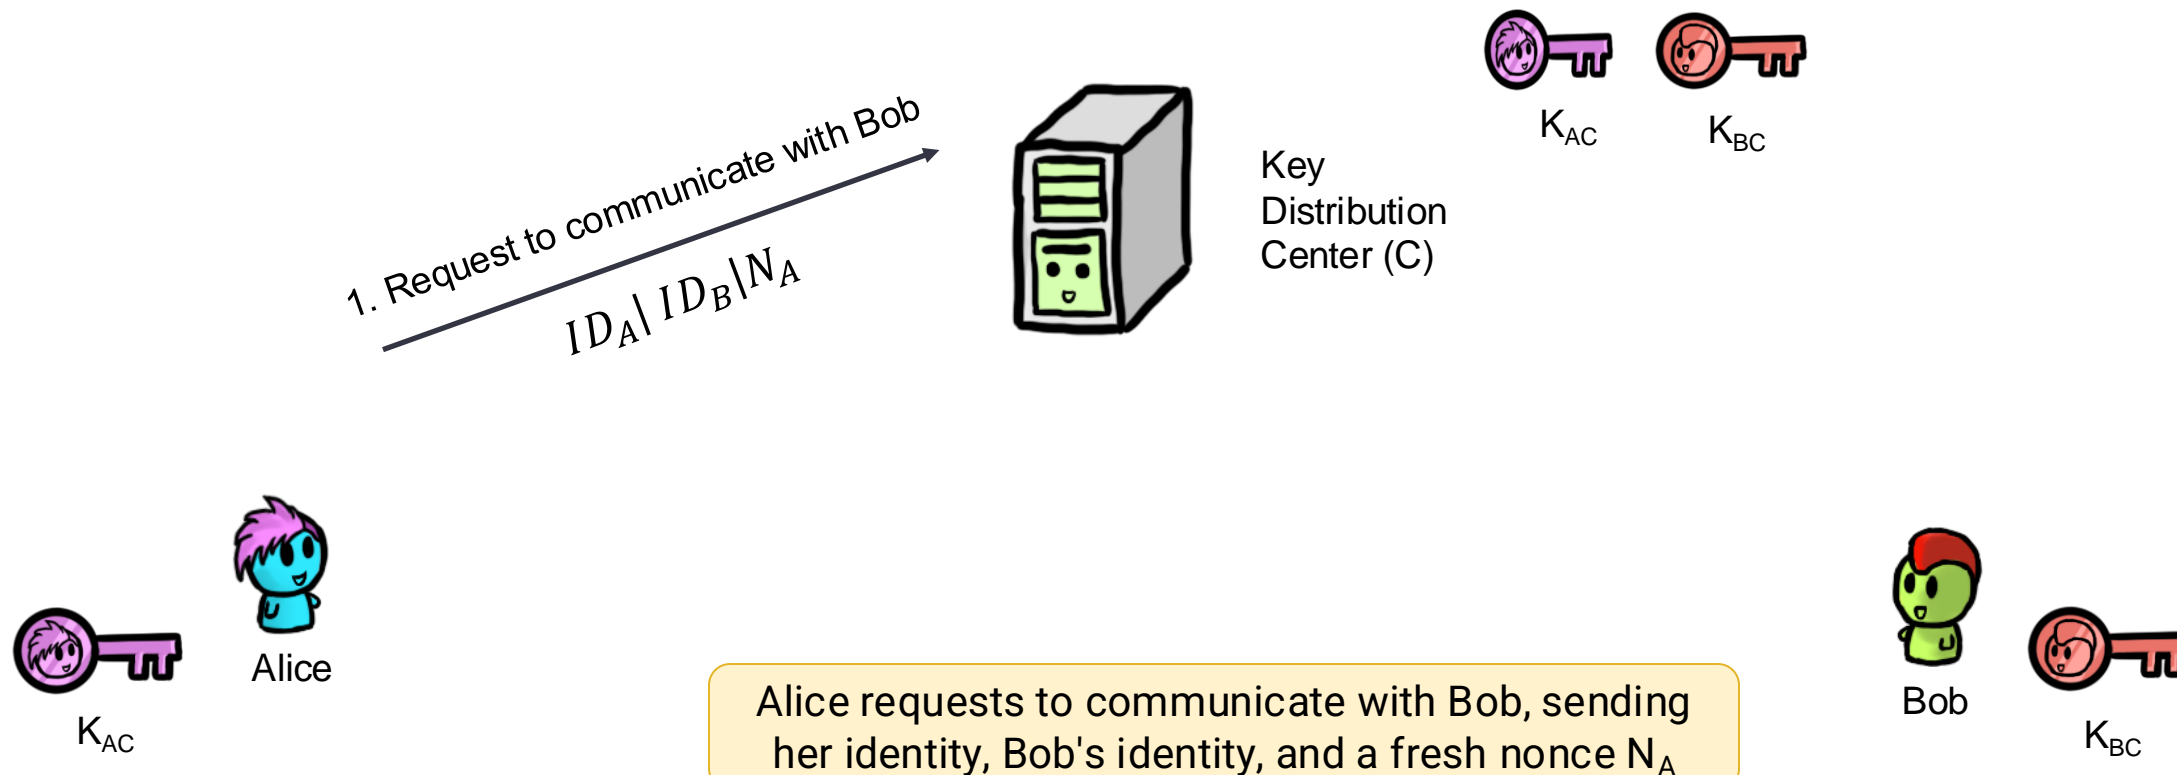 1. Request to communicate with Bob
ID_A| ID_B|N_A
Key
Distribution
Center (C)
K_AC
K_BC
Alice
K_AC
Bob
K_BC
Alice requests to communicate with Bob, sending
her identity, Bob's identity, and a fresh nonce N_A